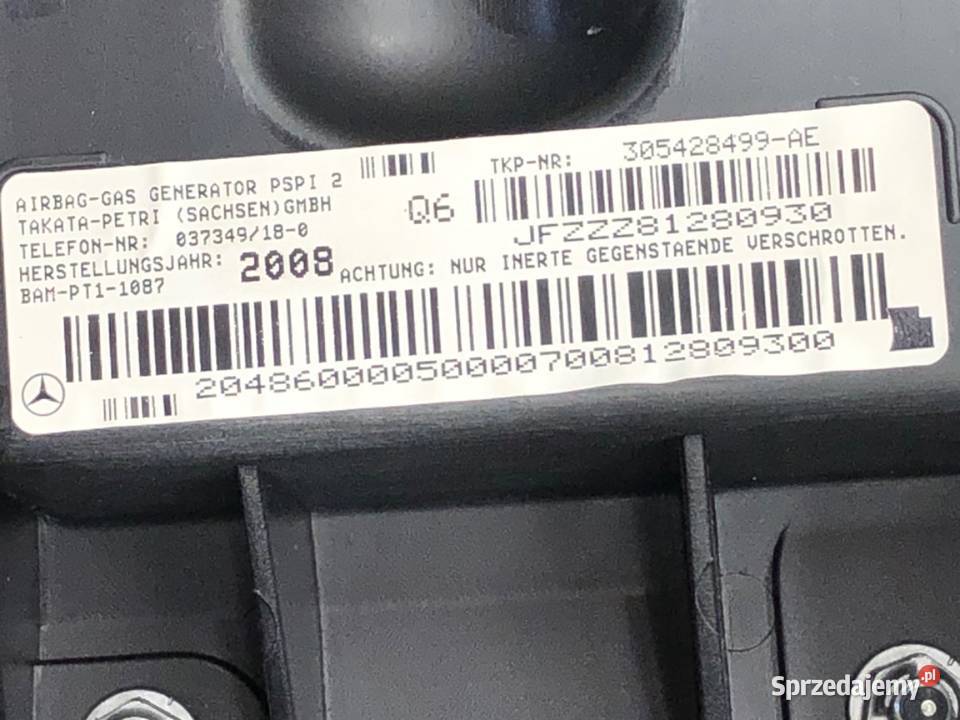 AIRBAG-GAS GENERATOR PSPI 2
TAKATA-PETRI (SACHSEN)GMBH
TELEFON-NR: 037349/18-0
HERSTELLUNGSJAHR: 2008
BAM-PT1-1087
Q6
TKP-NR: 305428499-AE
JFZZZ81280930
ACHTUNG: NUR INERTE GEGENSTAENDE VERSCHROTTEN.
20486000050000700812809300
Sprzedajemy.pl